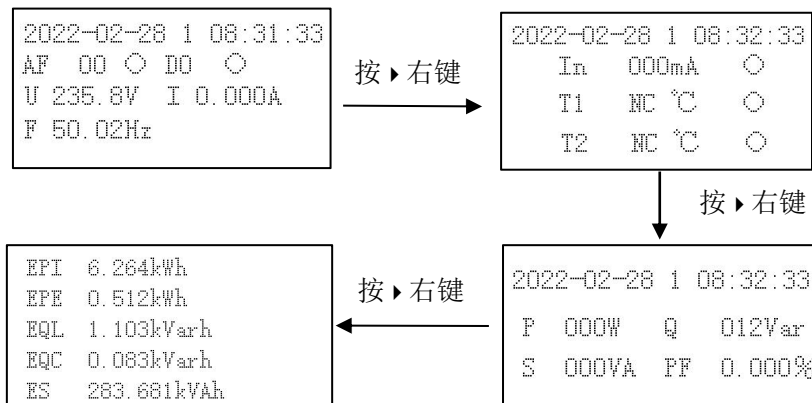 2022-02-28 1 08:31:33
AF 00 ◇ DO ◇
U 235.8V I 0.000A
F 50.02Hz
按▸右键
2022-02-28 1 08:32:33
In 000mA ◇
T1 NC ℃ ◇
T2 NC ℃ ◇
按▸右键
2022-02-28 1 08:32:33
P 000W Q 012Var
S 000VA PF 0.000%
按▸右键
EPI 6.264kWh
EPE 0.512kWh
EQL 1.103kVarh
EQC 0.083kVarh
ES 283.681kVAh